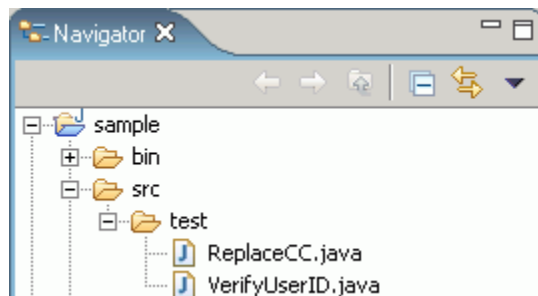 Navigator
sample
bin
src
test
ReplaceCC.java
VerifyUserID.java